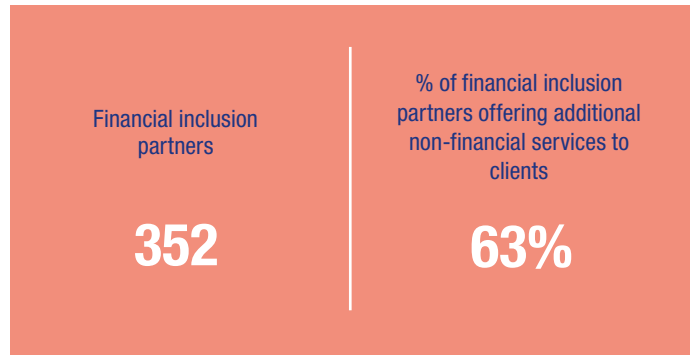 Financial inclusion
partners
352
% of financial inclusion
partners offering additional
non-financial services to
clients
63%